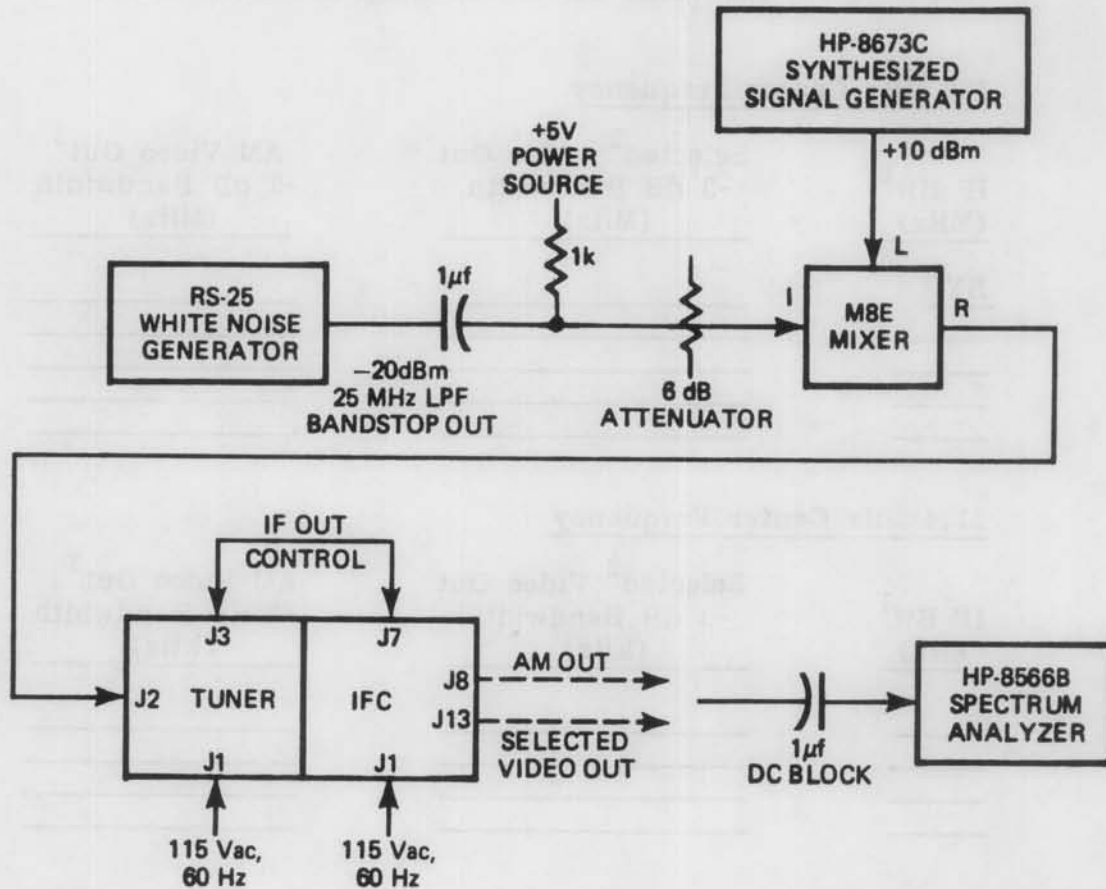 HP-8673C
SYNTHESIZED
SIGNAL GENERATOR
+10 dBm
+5V
POWER
SOURCE
1k
1µf
RS-25
WHITE NOISE
GENERATOR
−20dBm
25 MHz LPF
BANDSTOP OUT
6 dB
ATTENUATOR
L
I
M8E
MIXER
R
IF OUT
CONTROL
J3
J7
J2
TUNER
IFC
J8
J13
J1
J1
AM OUT
SELECTED
VIDEO OUT
1µf
DC BLOCK
HP-8566B
SPECTRUM
ANALYZER
115 Vac,
60 Hz
115 Vac,
60 Hz